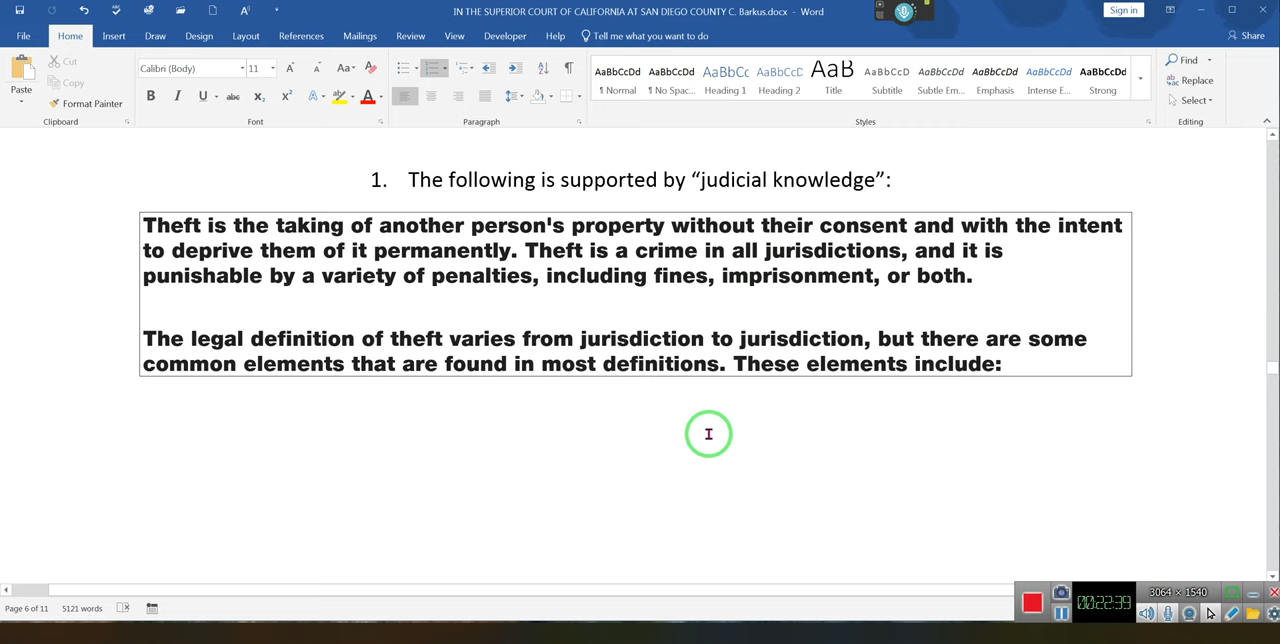 IN THE SUPERIOR COURT OF CALIFORNIA AT SAN DIEGO COUNTY C. Barkus.docx - Word
Sign in
File Home Insert Draw Design Layout References Mailings Review View Developer Help Tell me what you want to do Share
Paste Cut Copy Format Painter
Calibri (Body) 11
AaBbCcDd AaBbCcDd AaBbCc AaBbCcD AaB AaBbCcD AaBbCcDd AaBbCcDd AaBbCcDd AaBbCcDd
¶ Normal ¶ No Spac... Heading 1 Heading 2 Title Subtitle Subtle Em... Emphasis Intense E... Strong
Find
Replace
Select
Clipboard Font Paragraph Styles Editing
1. The following is supported by “judicial knowledge”:
Theft is the taking of another person's property without their consent and with the intent
to deprive them of it permanently. Theft is a crime in all jurisdictions, and it is
punishable by a variety of penalties, including fines, imprisonment, or both.
The legal definition of theft varies from jurisdiction to jurisdiction, but there are some
common elements that are found in most definitions. These elements include:
Page 6 of 11 5121 words
00:22:39
3064 × 1540